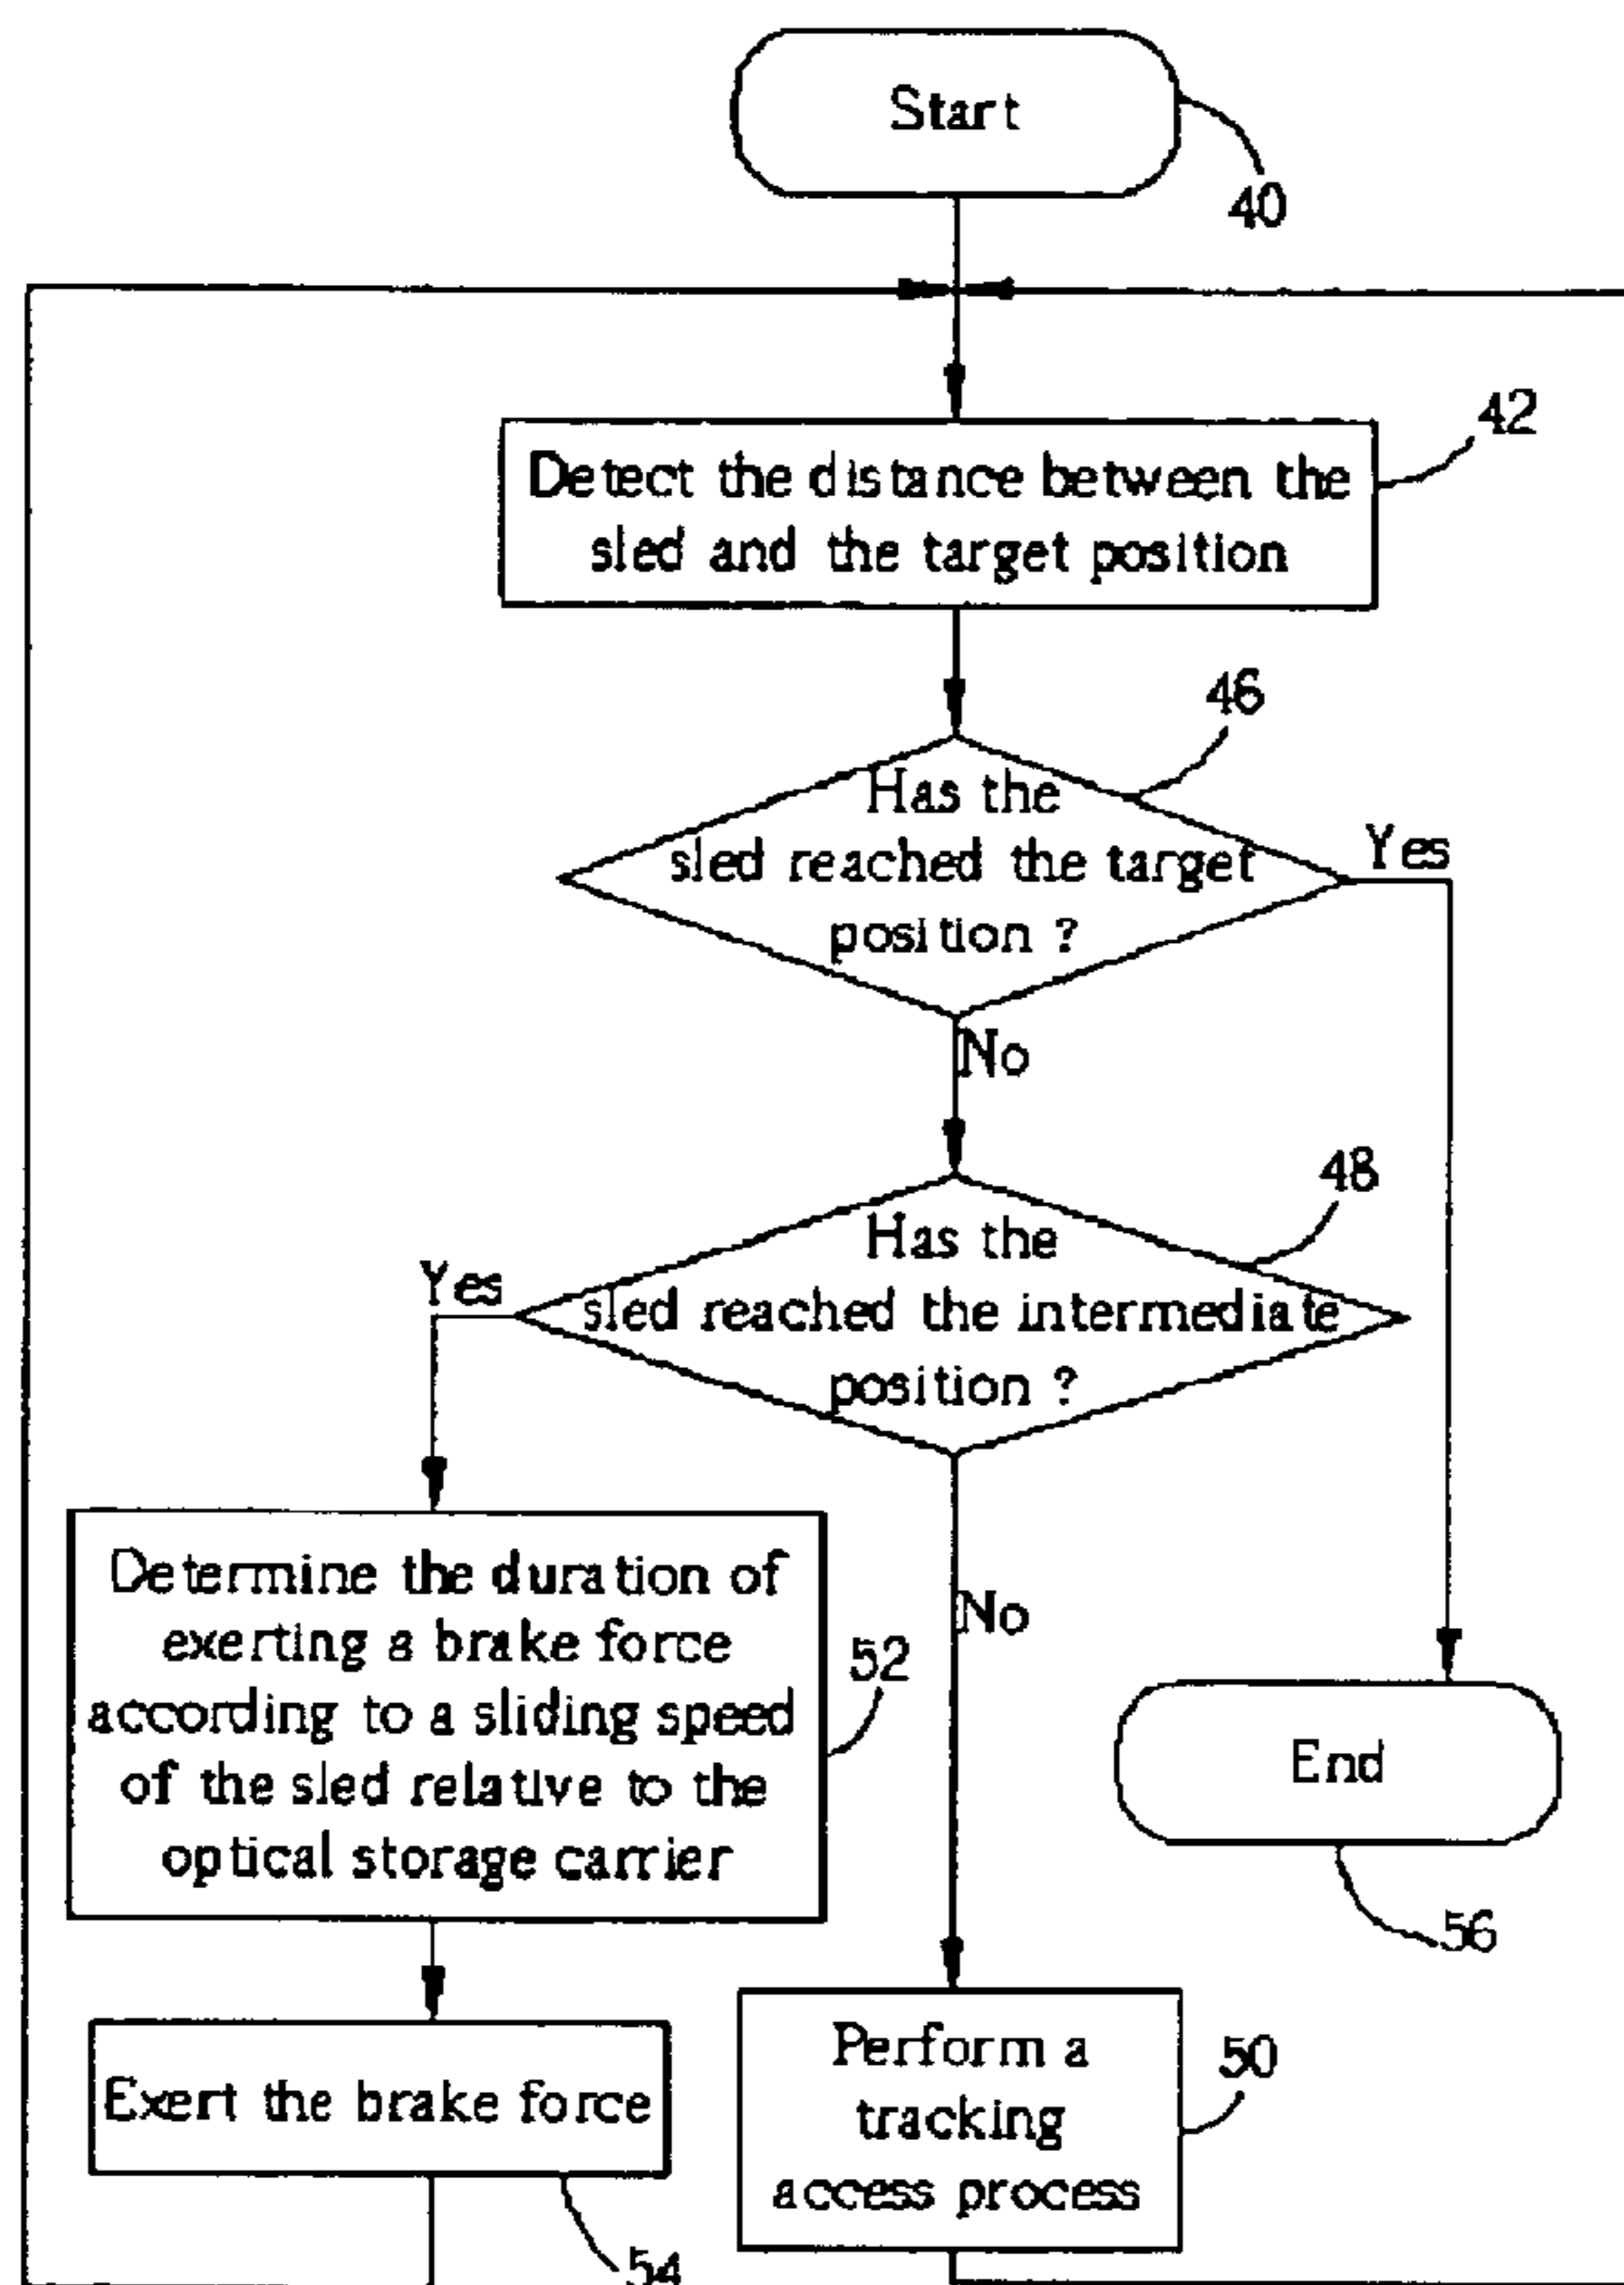 Start
40
42
Detect the distance between the
sled and the target position
46
Has the
sled reached the target
position ?
Yes
No
48
Has the
sled reached the intermediate
position ?
Yes
No
Determine the duration of
exerting a brake force
according to a sliding speed
of the sled relative to the
optical storage carrier
52
End
56
Exert the brake force
54
Perform a
tracking
access process
50